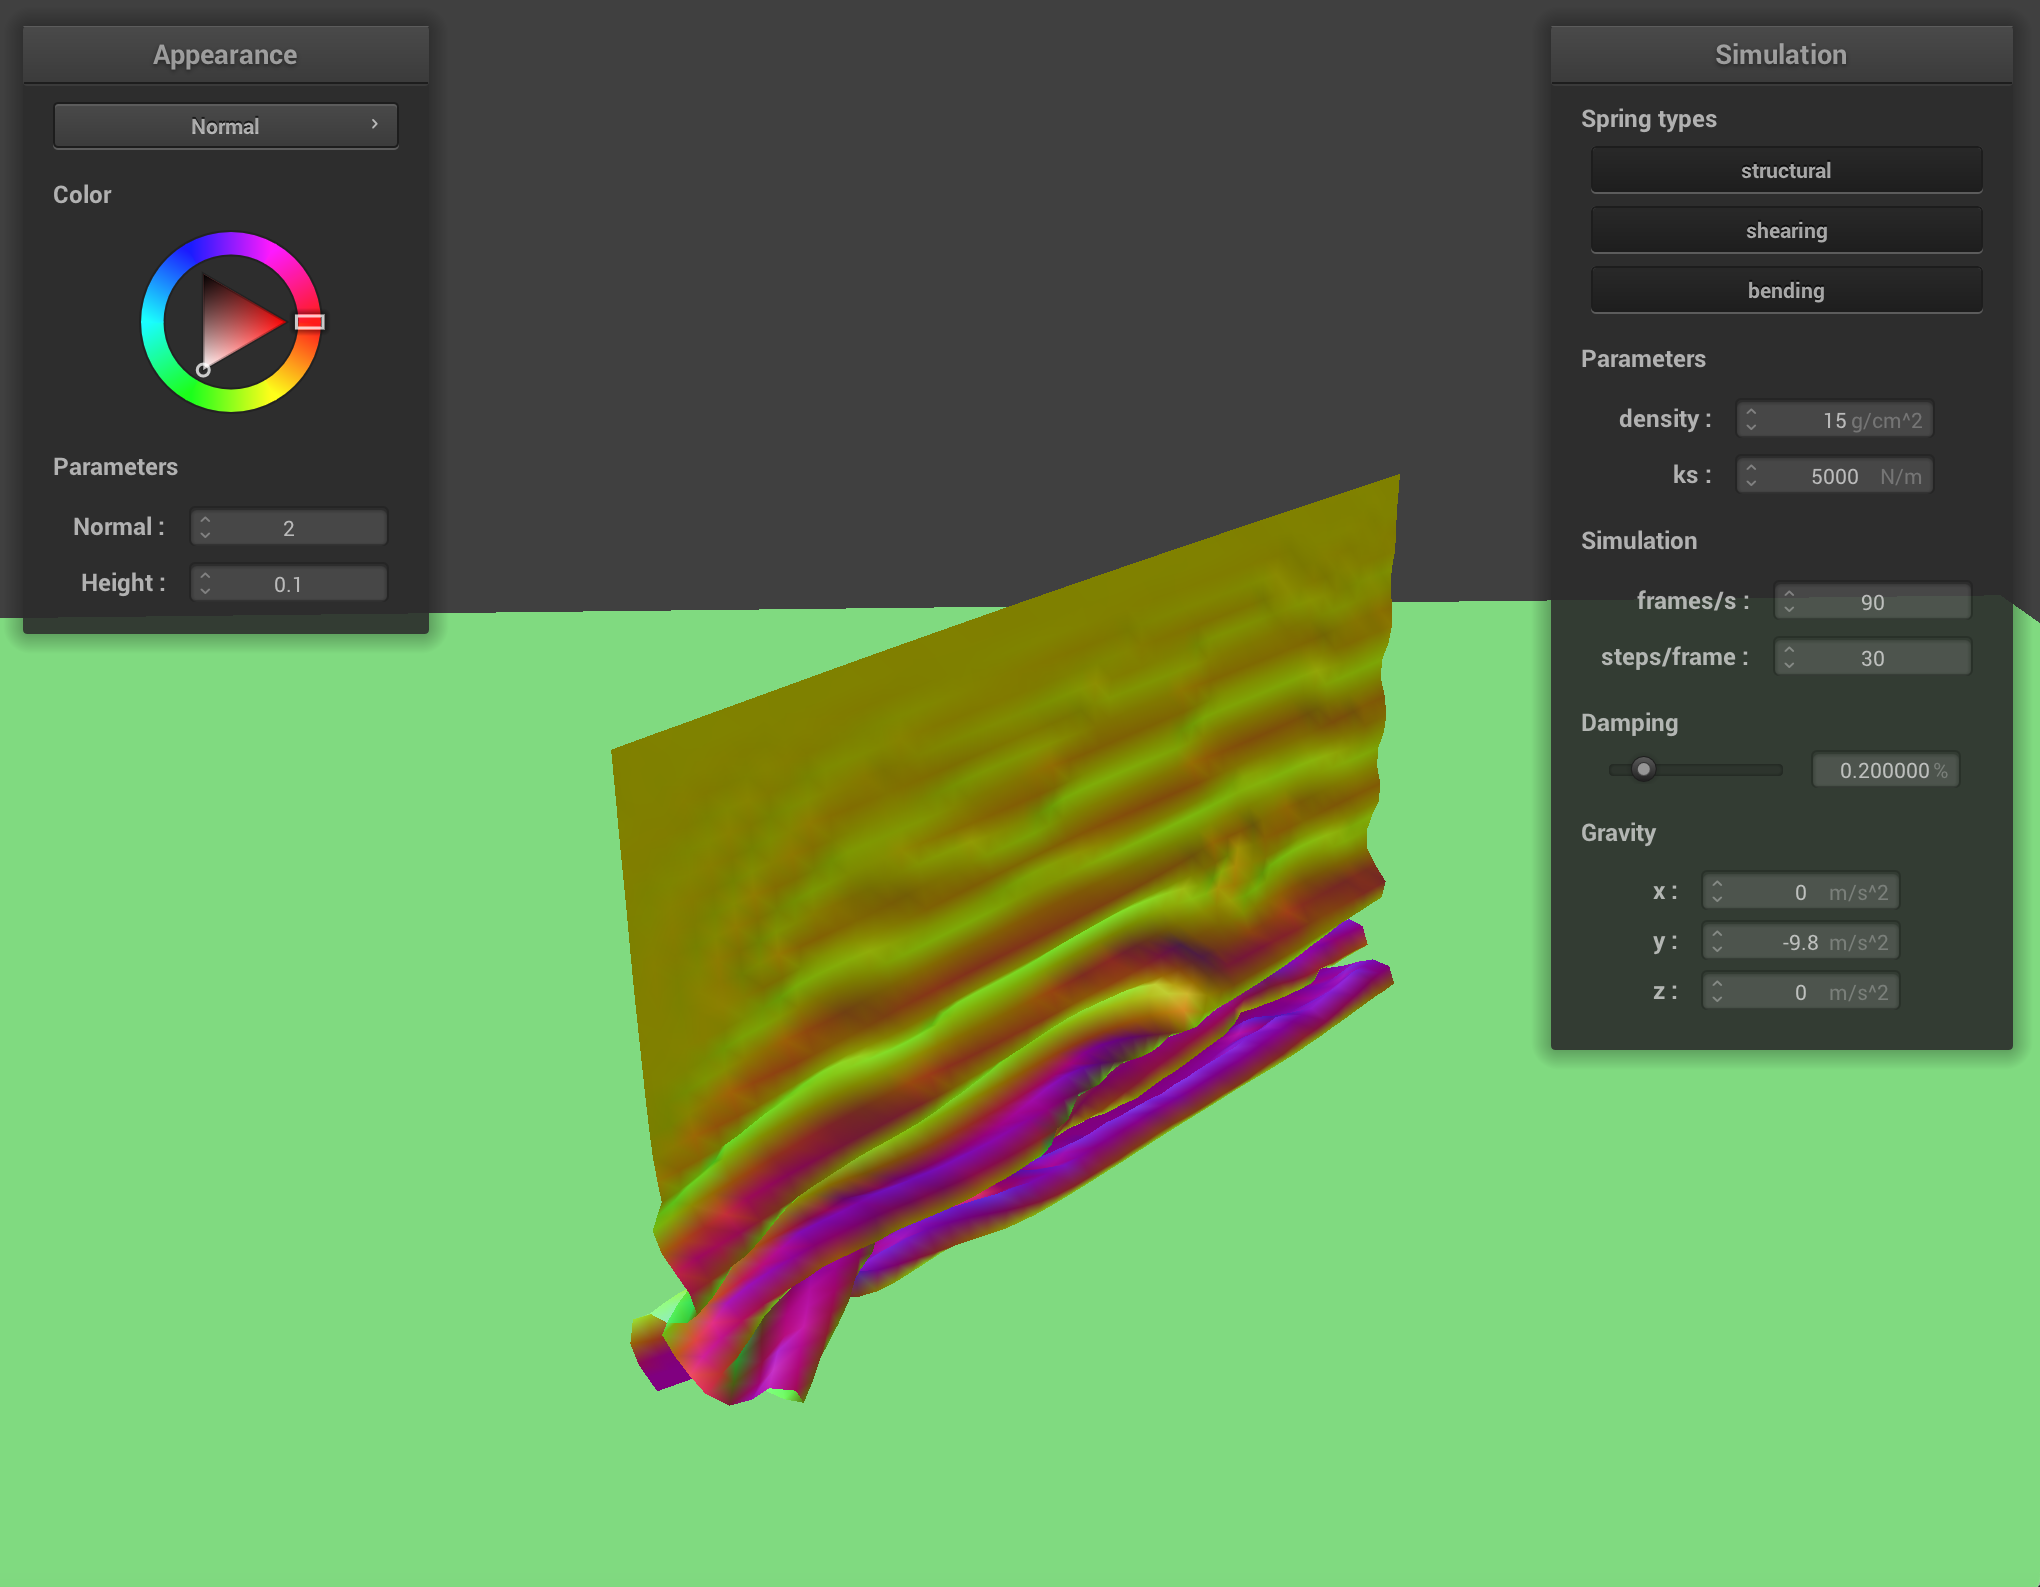 Appearance
Normal
Color
Parameters
Normal : 2
Height : 0.1
Simulation
Spring types
structural
shearing
bending
Parameters
density : 15 g/cm^2
ks : 5000 N/m
Simulation
frames/s : 90
steps/frame : 30
Damping
0.200000 %
Gravity
x : 0 m/s^2
y : -9.8 m/s^2
z : 0 m/s^2